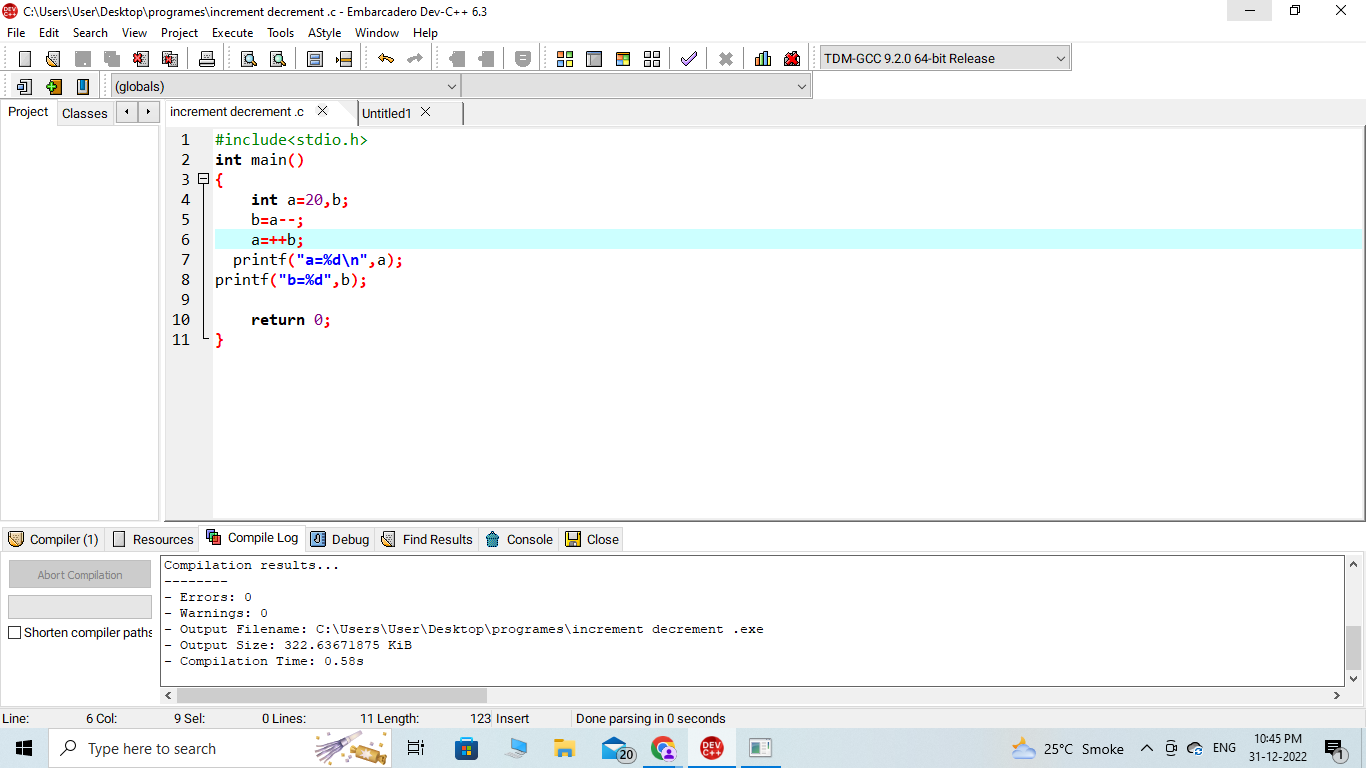 C:\Users\User\Desktop\programes\increment decrement .c - Embarcadero Dev-C++ 6.3
File Edit Search View Project Execute Tools AStyle Window Help
TDM-GCC 9.2.0 64-bit Release
(globals)
Project Classes increment decrement .c Untitled1
1 #include<stdio.h>
2 int main()
3 {
4 int a=20,b;
5 b=a--;
6 a=++b;
7 printf("a=%d\n",a);
8 printf("b=%d",b);
9
10 return 0;
11 }
Compiler (1) Resources Compile Log Debug Find Results Console Close
Abort Compilation
Shorten compiler paths
Compilation results...
--------
- Errors: 0
- Warnings: 0
- Output Filename: C:\Users\User\Desktop\programes\increment decrement .exe
- Output Size: 322.63671875 KiB
- Compilation Time: 0.58s
Line: 6 Col: 9 Sel: 0 Lines: 11 Length: 123 Insert Done parsing in 0 seconds
Type here to search 20 DEV C++ 25°C Smoke ENG 10:45 PM
31-12-2022 1